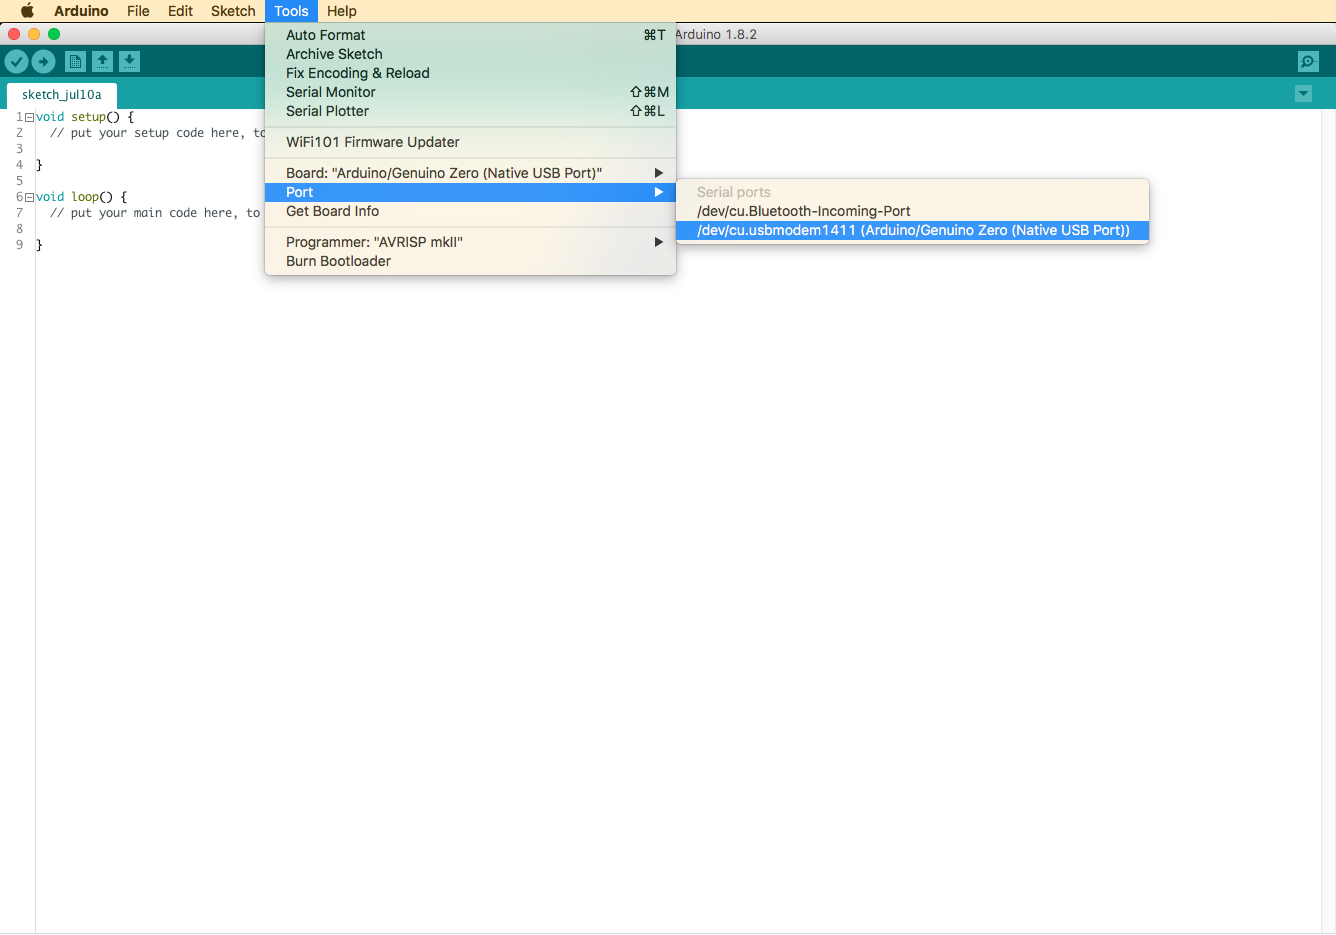 Arduino File Edit Sketch Tools Help
Arduino 1.8.2
Auto Format ⌘T
Archive Sketch
Fix Encoding & Reload
Serial Monitor ⇧⌘M
Serial Plotter ⇧⌘L
WiFi101 Firmware Updater
Board: "Arduino/Genuino Zero (Native USB Port)"
Port
Get Board Info
Programmer: "AVRISP mkII"
Burn Bootloader
Serial ports
/dev/cu.Bluetooth-Incoming-Port
/dev/cu.usbmodem1411 (Arduino/Genuino Zero (Native USB Port))
sketch_jul10a
1 void setup() {
2 // put your setup code here, to
3
4 }
5
6 void loop() {
7 // put your main code here, to
8
9 }